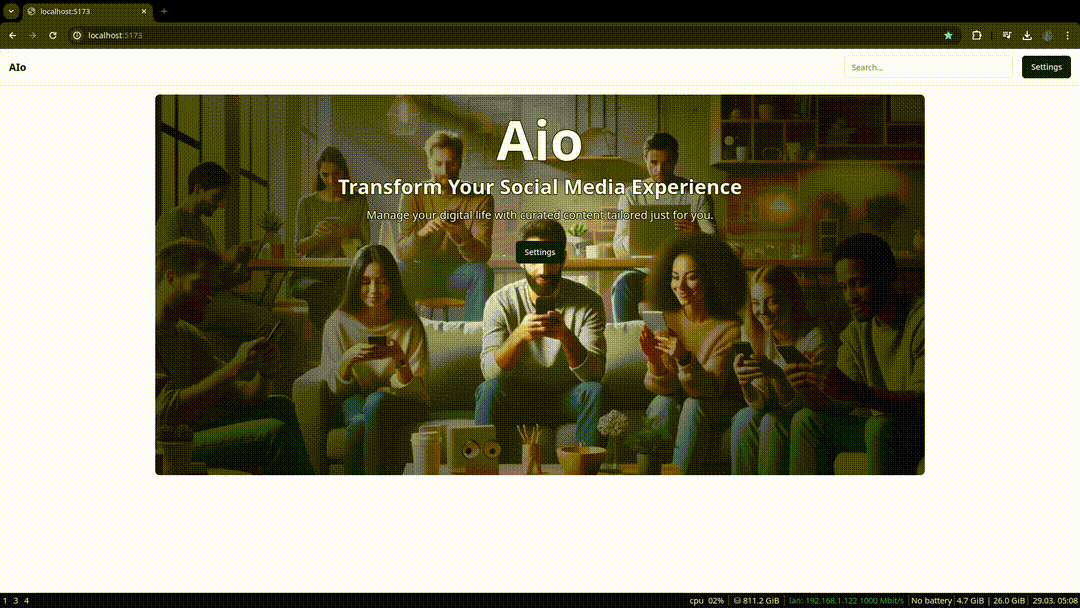 localhost:5173
localhost:5173
AIo
Search...
Settings
Aio
Transform Your Social Media Experience
Manage your digital life with curated content tailored just for you.
Settings
1 3 4
cpu 02% 811.2 GiB lan: 192.168.1.122 1000 Mbit/s No battery 4.7 GiB | 26.0 GiB 29.03. 05:08